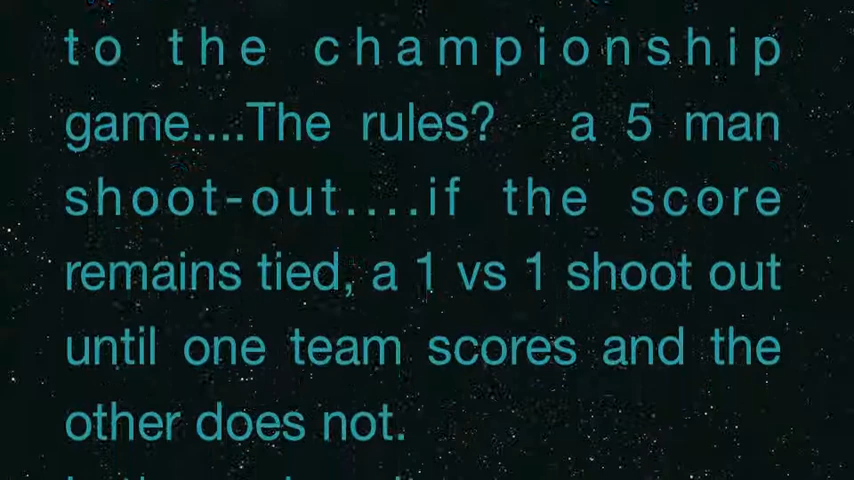 to the championship
game....The rules? a 5 man
shoot-out....if the score
remains tied, a 1 vs 1 shoot out
until one team scores and the
other does not.